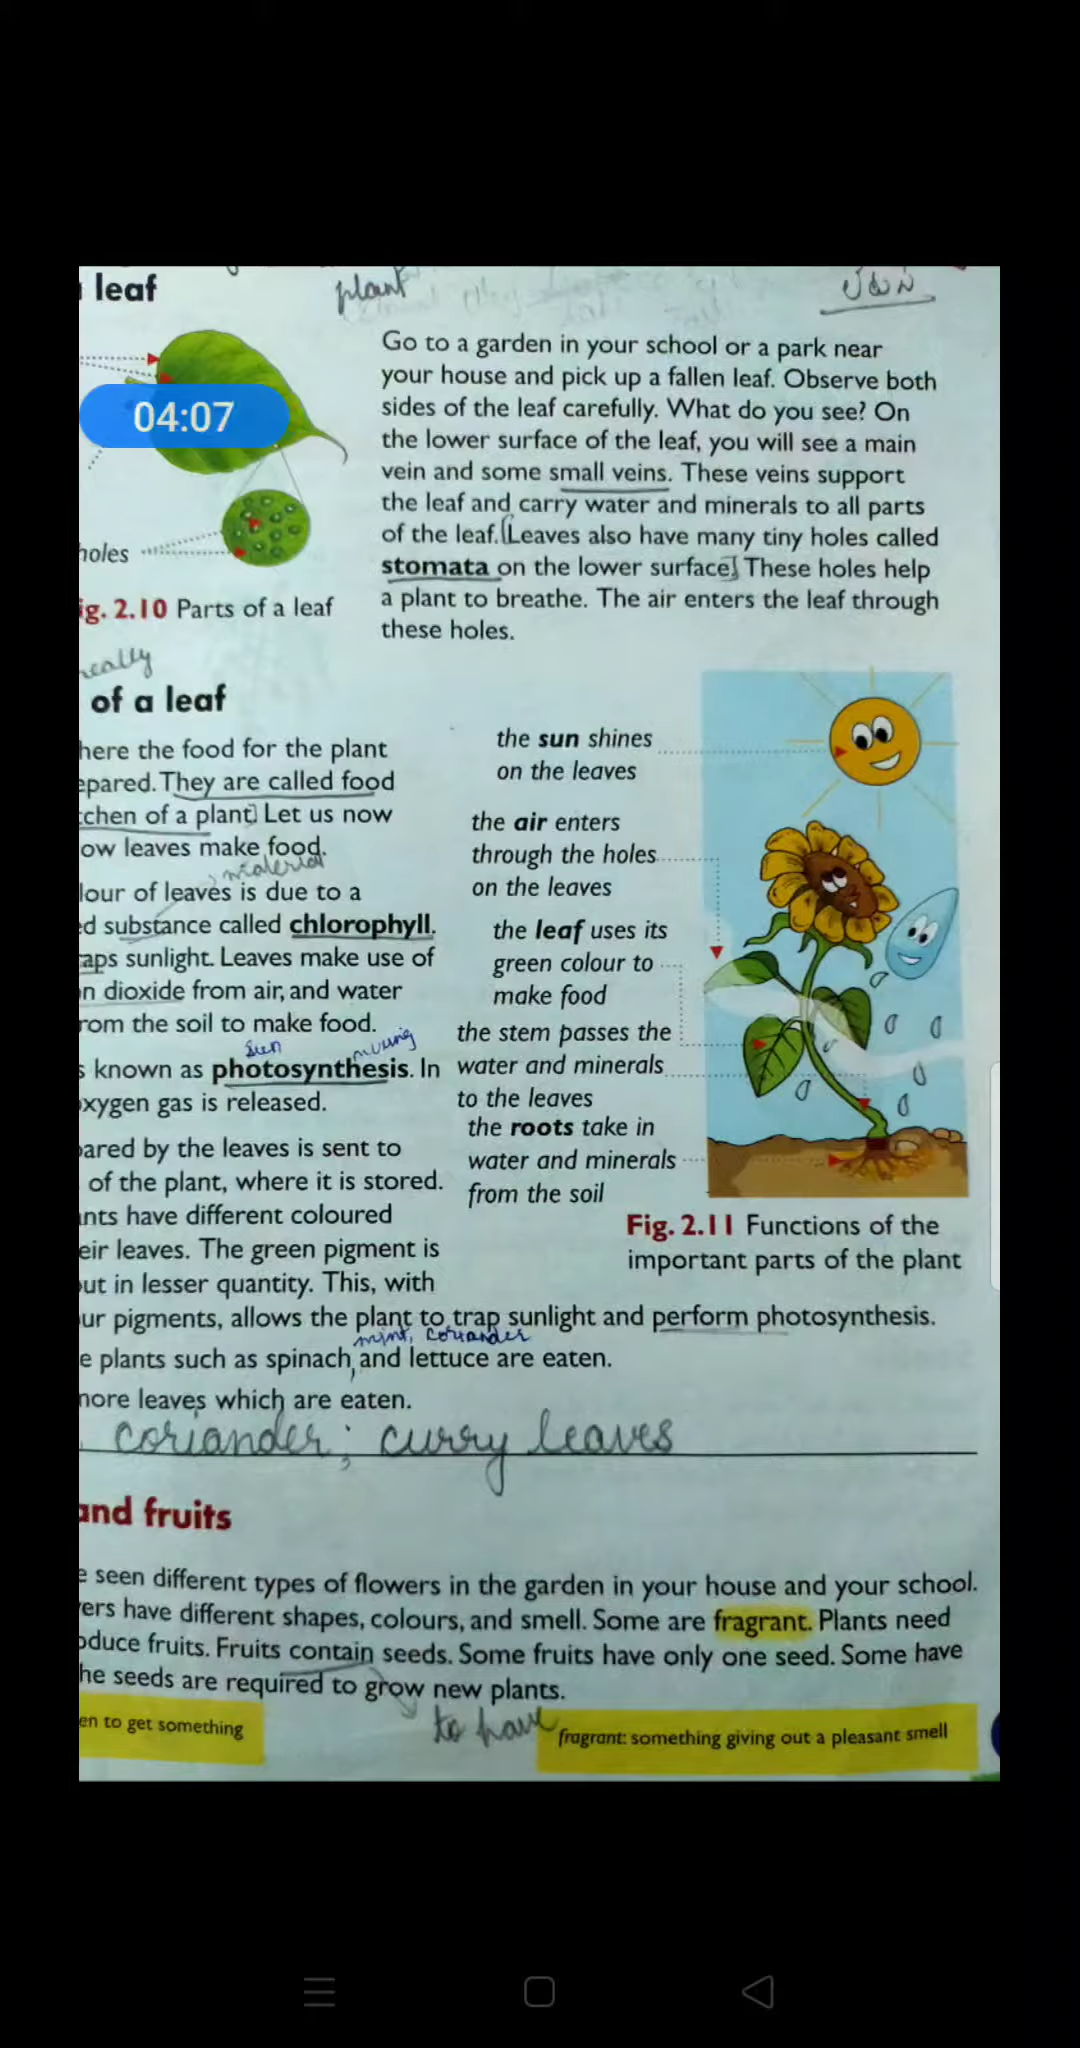 leaf
plant
Go to a garden in your school or a park near
your house and pick up a fallen leaf. Observe both
04:07
sides of the leaf carefully. What do you see? On
the lower surface of the leaf, you will see a main
vein and some small veins. These veins support
the leaf and carry water and minerals to all parts
of the leaf. Leaves also have many tiny holes called
stomata on the lower surface. These holes help
a plant to breathe. The air enters the leaf through
these holes.
holes
ig. 2.10 Parts of a leaf
of a leaf
here the food for the plant
epared. They are called food
chen of a plant. Let us now
ow leaves make food.
material
lour of leaves is due to a
ed substance called chlorophyll.
aps sunlight. Leaves make use of
n dioxide from air, and water
rom the soil to make food.
sun
s known as photosynthesis. In
oxygen gas is released.
ared by the leaves is sent to
of the plant, where it is stored.
nts have different coloured
eir leaves. The green pigment is
ut in lesser quantity. This, with
ur pigments, allows the plant to trap sunlight and perform photosynthesis.
mint, coriander
e plants such as spinach, and lettuce are eaten.
more leaves which are eaten.
coriander; curry leaves
the sun shines
on the leaves
the air enters
through the holes
on the leaves
the leaf uses its
green colour to
make food
the stem passes the
water and minerals
to the leaves
the roots take in
water and minerals
from the soil
Fig. 2.11 Functions of the
important parts of the plant
and fruits
e seen different types of flowers in the garden in your house and your school.
ers have different shapes, colours, and smell. Some are fragrant. Plants need
oduce fruits. Fruits contain seeds. Some fruits have only one seed. Some have
he seeds are required to grow new plants.
to have
en to get something
fragrant: something giving out a pleasant smell